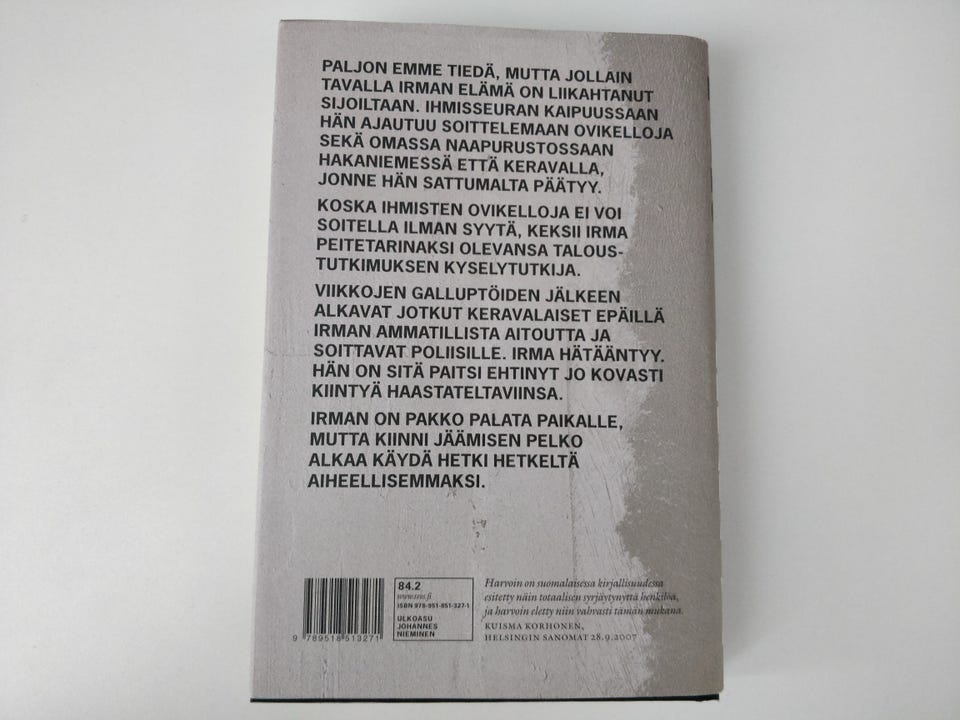 PALJON EMME TIEDÄ, MUTTA JOLLAIN
TAVALLA IRMAN ELÄMÄ ON LIIKAHTANUT
SIJOILTAAN. IHMISSEURAN KAIPUUSSAAN
HÄN AJAUTUU SOITTELEMAAN OVIKELLOJA
SEKÄ OMASSA NAAPURUSTOSSAAN
HAKANIEMESSÄ ETTÄ KERAVALLA,
JONNE HÄN SATTUMALTA PÄÄTYY.
KOSKA IHMISTEN OVIKELLOJA EI VOI
SOITELLA ILMAN SYYTÄ, KEKSII IRMA
PEITETARINAKSI OLEVANSA TALOUS-
TUTKIMUKSEN KYSELYTUTKIJA.
VIIKKOJEN GALLUPTÖIDEN JÄLKEEN
ALKAVAT JOTKUT KERAVALAISET EPÄILLÄ
IRMAN AMMATILLISTA AITOUTTA JA
SOITTAVAT POLIISILLE. IRMA HÄTÄÄNTYY.
HÄN ON SITÄ PAITSI EHTINYT JO KOVASTI
KIINTYÄ HAASTATELTAVIINSA.
IRMAN ON PAKKO PALATA PAIKALLE,
MUTTA KIINNI JÄÄMISEN PELKO
ALKAA KÄYDÄ HETKI HETKELTÄ
AIHEELLISEMMAKSI.
9 789518 513271
84.2
www.teos.fi
ISBN 978-951-851-327-1
ULKOASU
JOHANNES
NIEMINEN
Harvoin on suomalaisessa kirjallisuudessa
esitetty näin totaalisen syrjäytynyttä henkilöä,
ja harvoin eletty niin vahvasti tämän mukana.
KUISMA KORHONEN,
HELSINGIN SANOMAT 28.9.2007